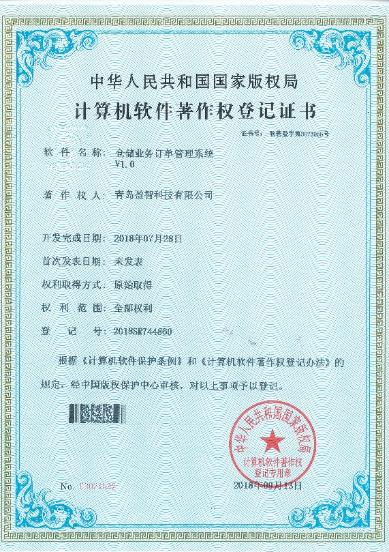 中华人民共和国国家版权局
计算机软件著作权登记证书
证书号: 软著登字第3073955号
软件名称: 仓储业务订单管理系统
V1.0
著作权人: 青岛盈智科技有限公司
开发完成日期: 2018年07月28日
首次发表日期: 未发表
权利取得方式: 原始取得
权利范围: 全部权利
登记号: 2018SR744860
根据《计算机软件保护条例》和《计算机软件著作权登记办法》的
规定，经中国版权保护中心审核，对以上事项予以登记。
中华人民共和国国家版权局
计算机软件著作权
登记专用章
No.
2018年09月13日